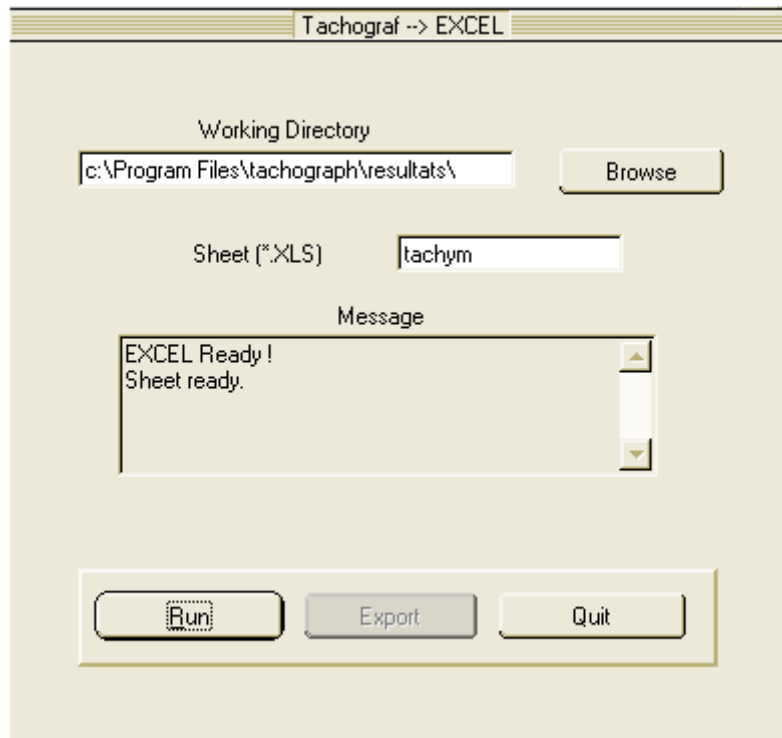 Tachograf --> EXCEL
Working Directory
c:\Program Files\tachograph\resultats\
Browse
Sheet (*.XLS)
tachym
Message
EXCEL Ready !
Sheet ready.
Run
Export
Quit